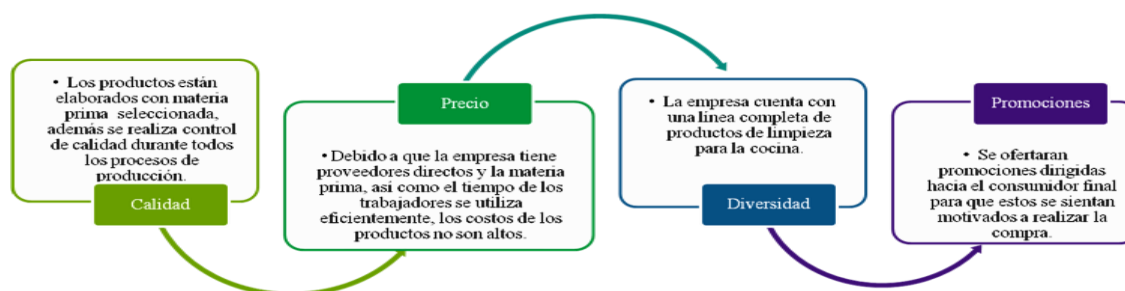 • Los productos están
elaborados con materia
prima seleccionada,
además se realiza control
de calidad durante todos
los procesos de
producción.
Calidad
Precio
• Debido a que la empresa tiene
proveedores directos y la materia
prima, asi como el tiempo de los
trabajadores se utiliza
eficientemente, los costos de los
productos no son altos.
• La empresa cuenta con
una línea completa de
productos de limpieza
para la cocina.
Diversidad
Promociones
• Se ofertaran
promociones dirigidas
hacia el consumidor final
para que estos se sientan
motivados a realizar la
compra.